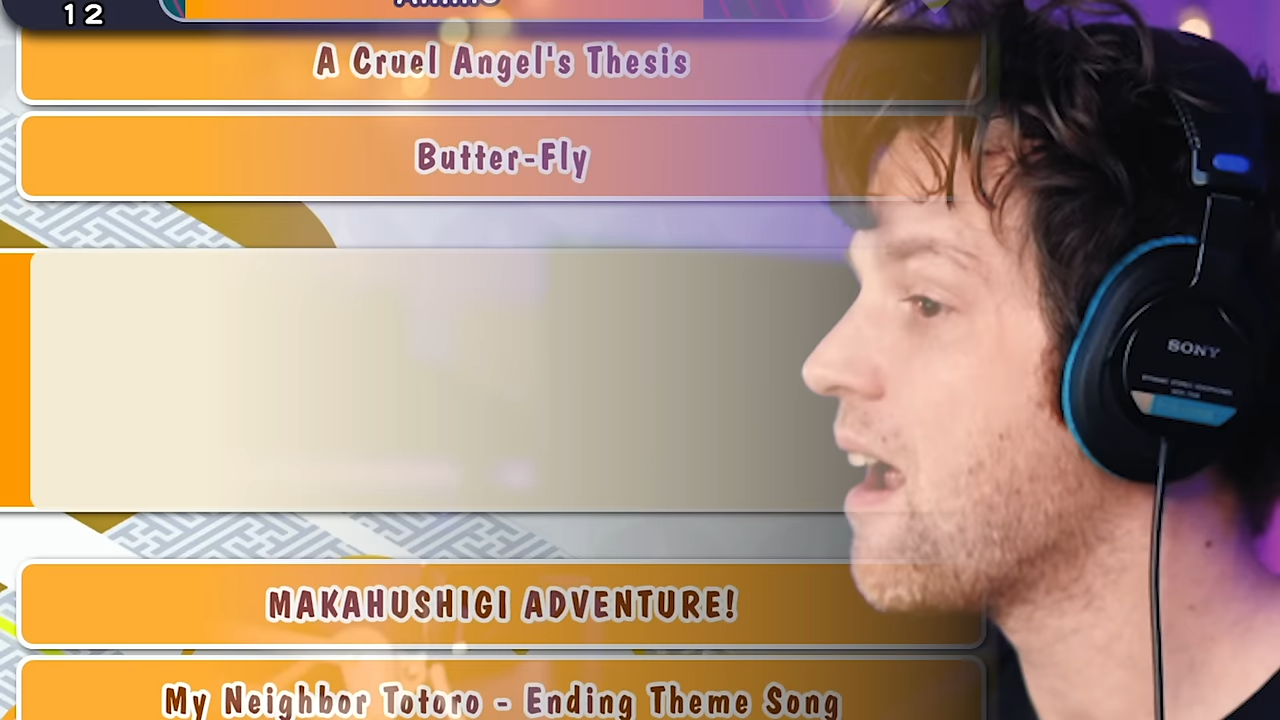 12
A Cruel Angel's Thesis
Butter-Fly
SONY
MAKAHUSHIGI ADVENTURE!
My Neighbor Totoro - Ending Theme Song